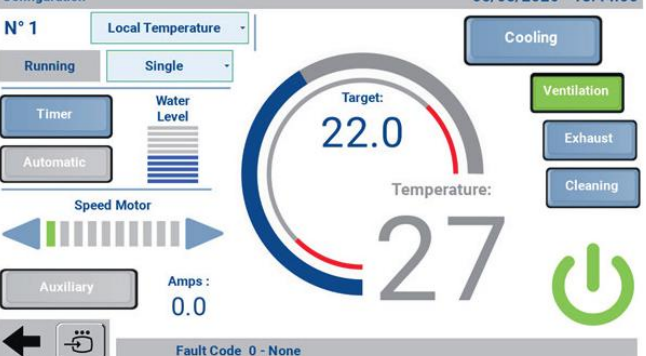 N° 1
Local Temperature
Cooling
Running
Single
Target:
22.0
Ventilation
Timer
Water
Level
Exhaust
Automatic
Temperature:
27
Cleaning
Speed Motor
Auxiliary
Amps :
0.0
Fault Code 0 - None